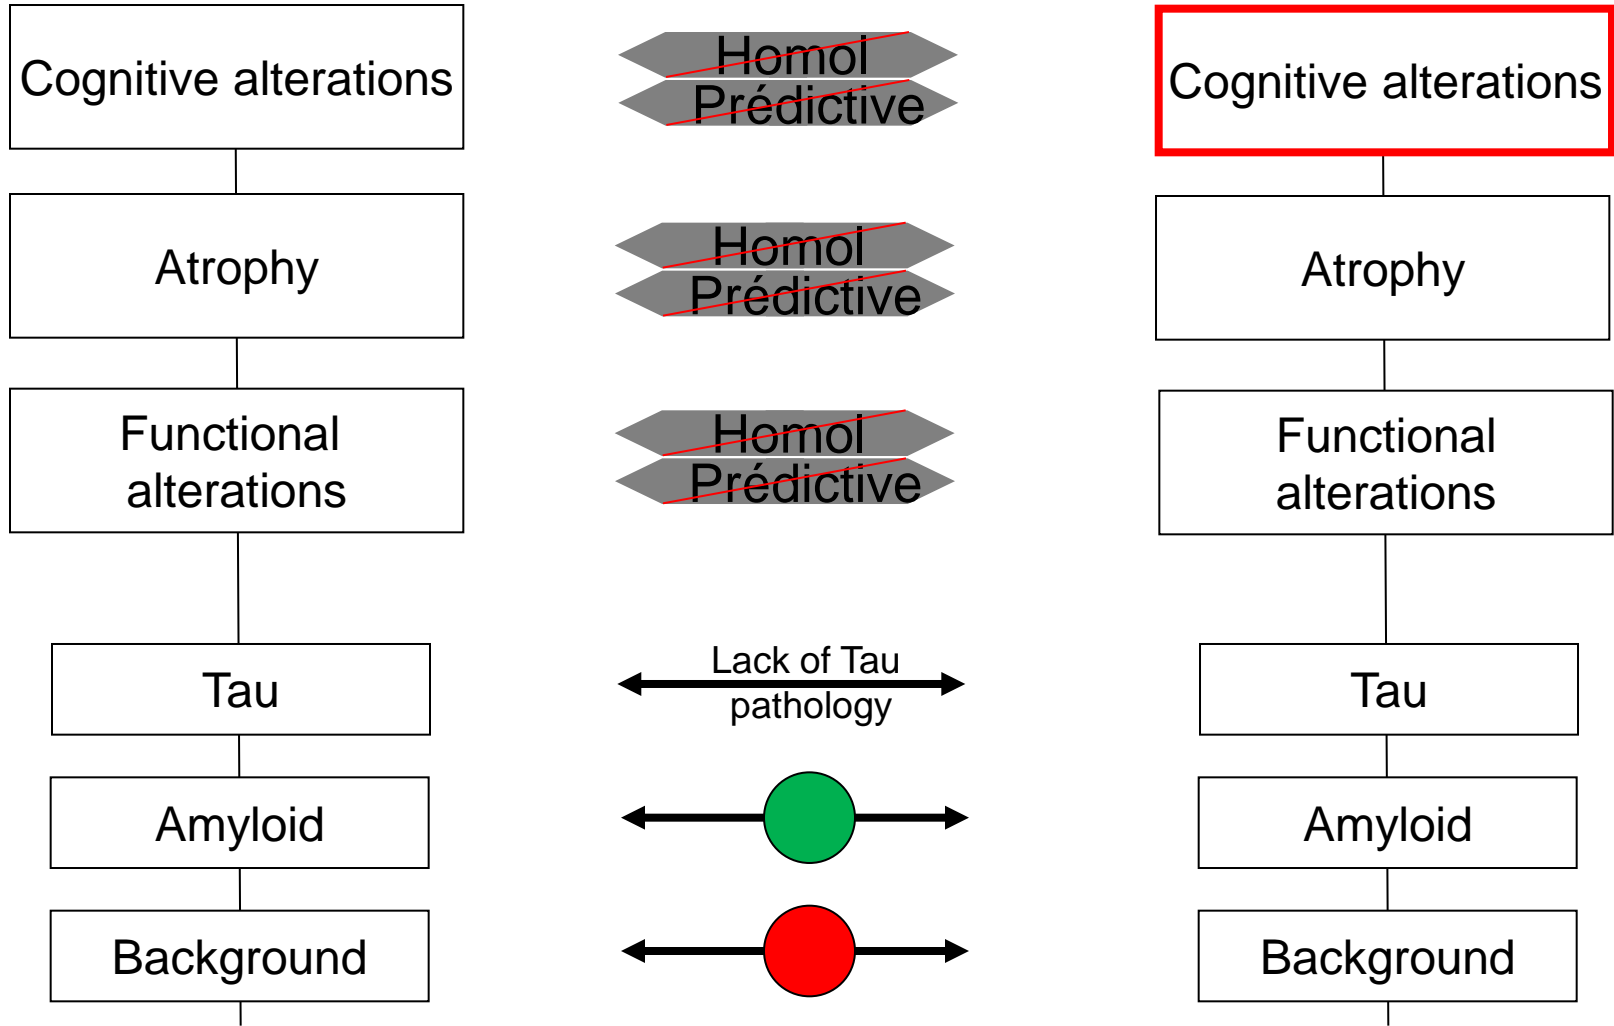 Cognitive alterations
Homol
Prédictive
Cognitive alterations
Atrophy
Homol
Prédictive
Atrophy
Functional
alterations
Homol
Prédictive
Functional
alterations
Tau
Lack of Tau
pathology
Tau
Amyloid
Amyloid
Background
Background